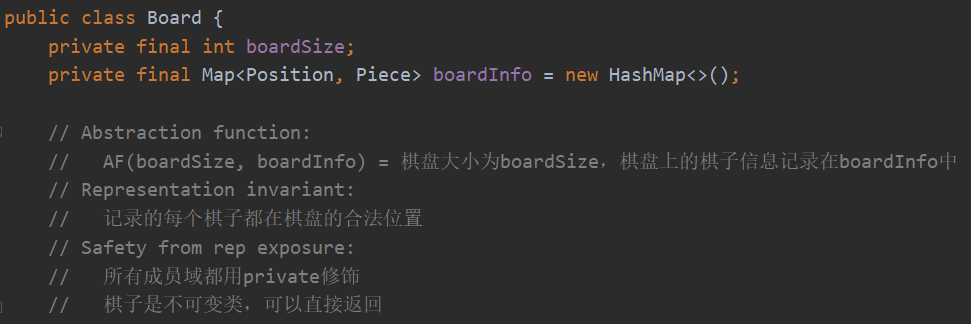 public class Board {
private final int boardSize;
private final Map<Position, Piece> boardInfo = new HashMap<>();
// Abstraction function:
//   AF(boardSize, boardInfo) = 棋盘大小为boardSize，棋盘上的棋子信息记录在boardInfo中
// Representation invariant:
//   记录的每个棋子都在棋盘的合法位置
// Safety from rep exposure:
//   所有成员域都用private修饰
//   棋子是不可变类，可以直接返回